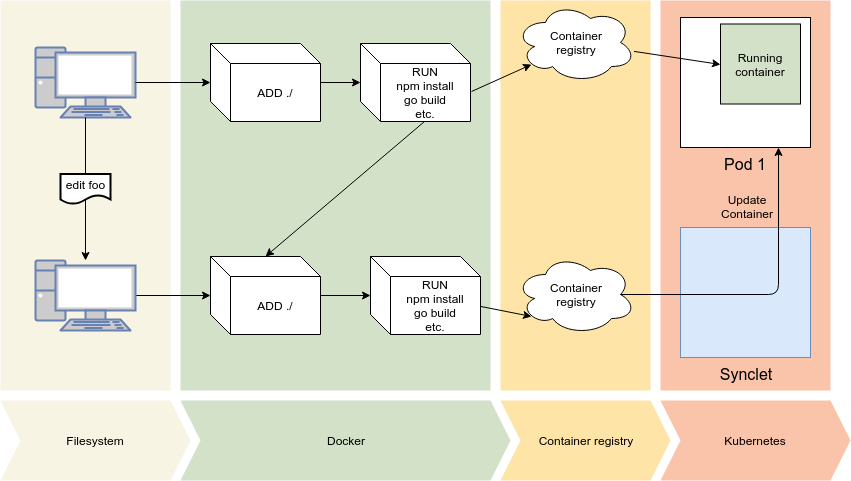 ADD ./
RUN
npm install
go build
etc.
Container
registry
Running
container
Pod 1
edit foo
Update
Container
ADD ./
RUN
npm install
go build
etc.
Container
registry
Synclet
Filesystem
Docker
Container registry
Kubernetes